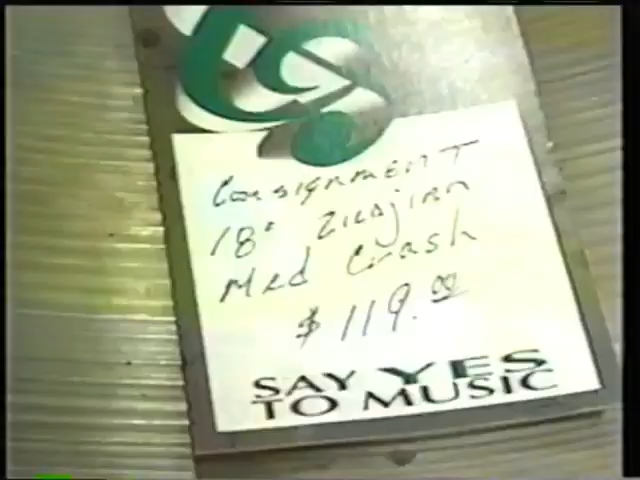 Consignment
18" Zildjian
Med Crash
$119.00
SAY YES
TO MUSIC